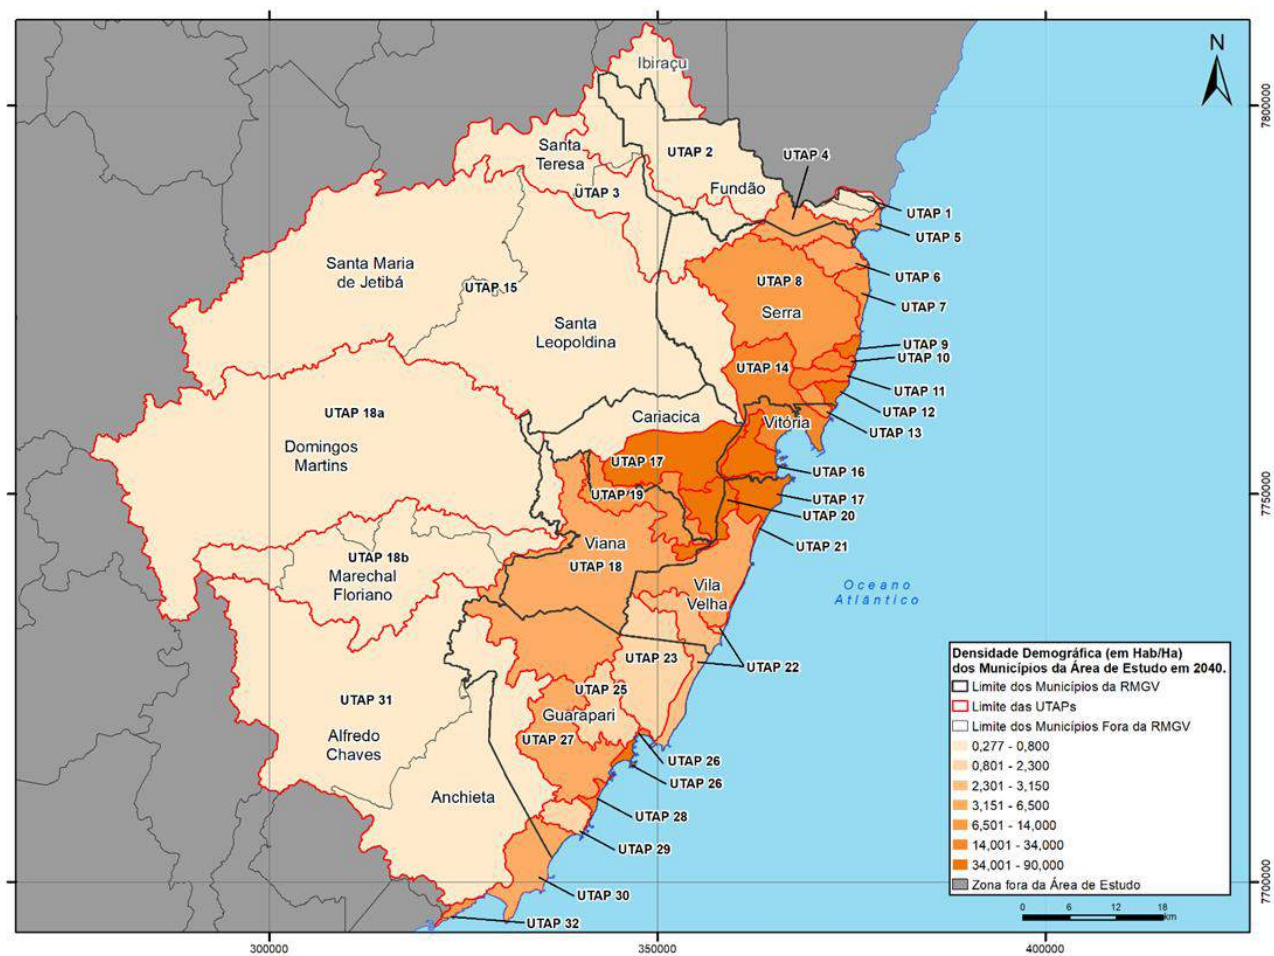 N
7800000
7750000
7700000
300000
350000
400000
Ibiraçu
Santa
Teresa
UTAP 2
UTAP 4
UTAP 3
Fundão
UTAP 1
UTAP 5
Santa Maria
de Jetibá
UTAP 15
UTAP 8
UTAP 6
UTAP 7
Serra
Santa
Leopoldina
UTAP 9
UTAP 10
UTAP 14
UTAP 11
UTAP 12
UTAP 18a
Cariacica
Vitória
UTAP 13
Domingos
Martins
UTAP 17
UTAP 16
UTAP 19
UTAP 17
UTAP 20
Viana
UTAP 21
UTAP 18b
UTAP 18
Marechal
Floriano
Vila
Velha
Oceano
Atlântico
UTAP 23
UTAP 22
UTAP 31
UTAP 25
Guarapari
Alfredo
Chaves
UTAP 27
UTAP 26
UTAP 26
Anchieta
UTAP 28
UTAP 29
UTAP 30
UTAP 32
Densidade Demográfica (em Hab/Ha)
dos Municípios da Área de Estudo em 2040.
Limite dos Municípios da RMGV
Limite das UTAPs
Limite dos Municípios Fora da RMGV
0,277 - 0,800
0,801 - 2,300
2,301 - 3,150
3,151 - 6,500
6,501 - 14,000
14,001 - 34,000
34,001 - 90,000
Zona fora da Área de Estudo
0 6 12 18
km